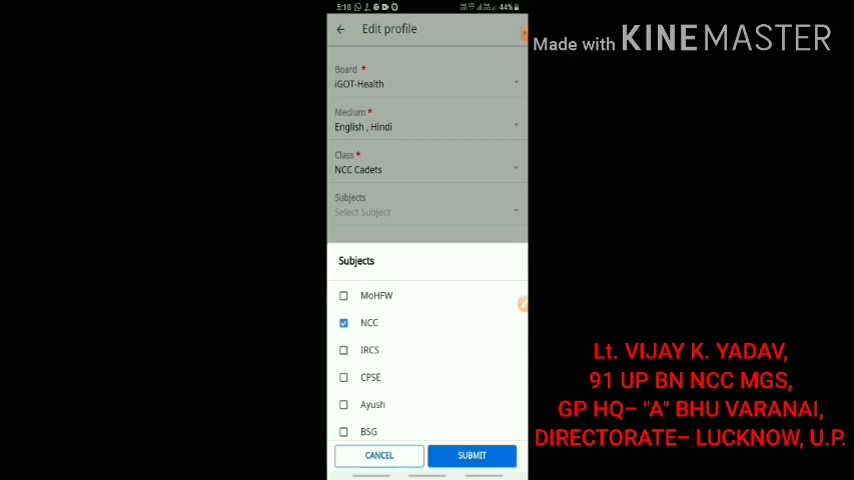 5:18
44%
Edit profile
Made with KINEMASTER
Board *
iGOT-Health
Medium *
English , Hindi
Class *
NCC Cadets
Subjects
Select Subject
Subjects
MoHFW
NCC
IRCS
CPSE
Ayush
BSG
CANCEL SUBMIT
Lt. VIJAY K. YADAV,
91 UP BN NCC MGS,
GP HQ– "A" BHU VARANAI,
DIRECTORATE– LUCKNOW, U.P.